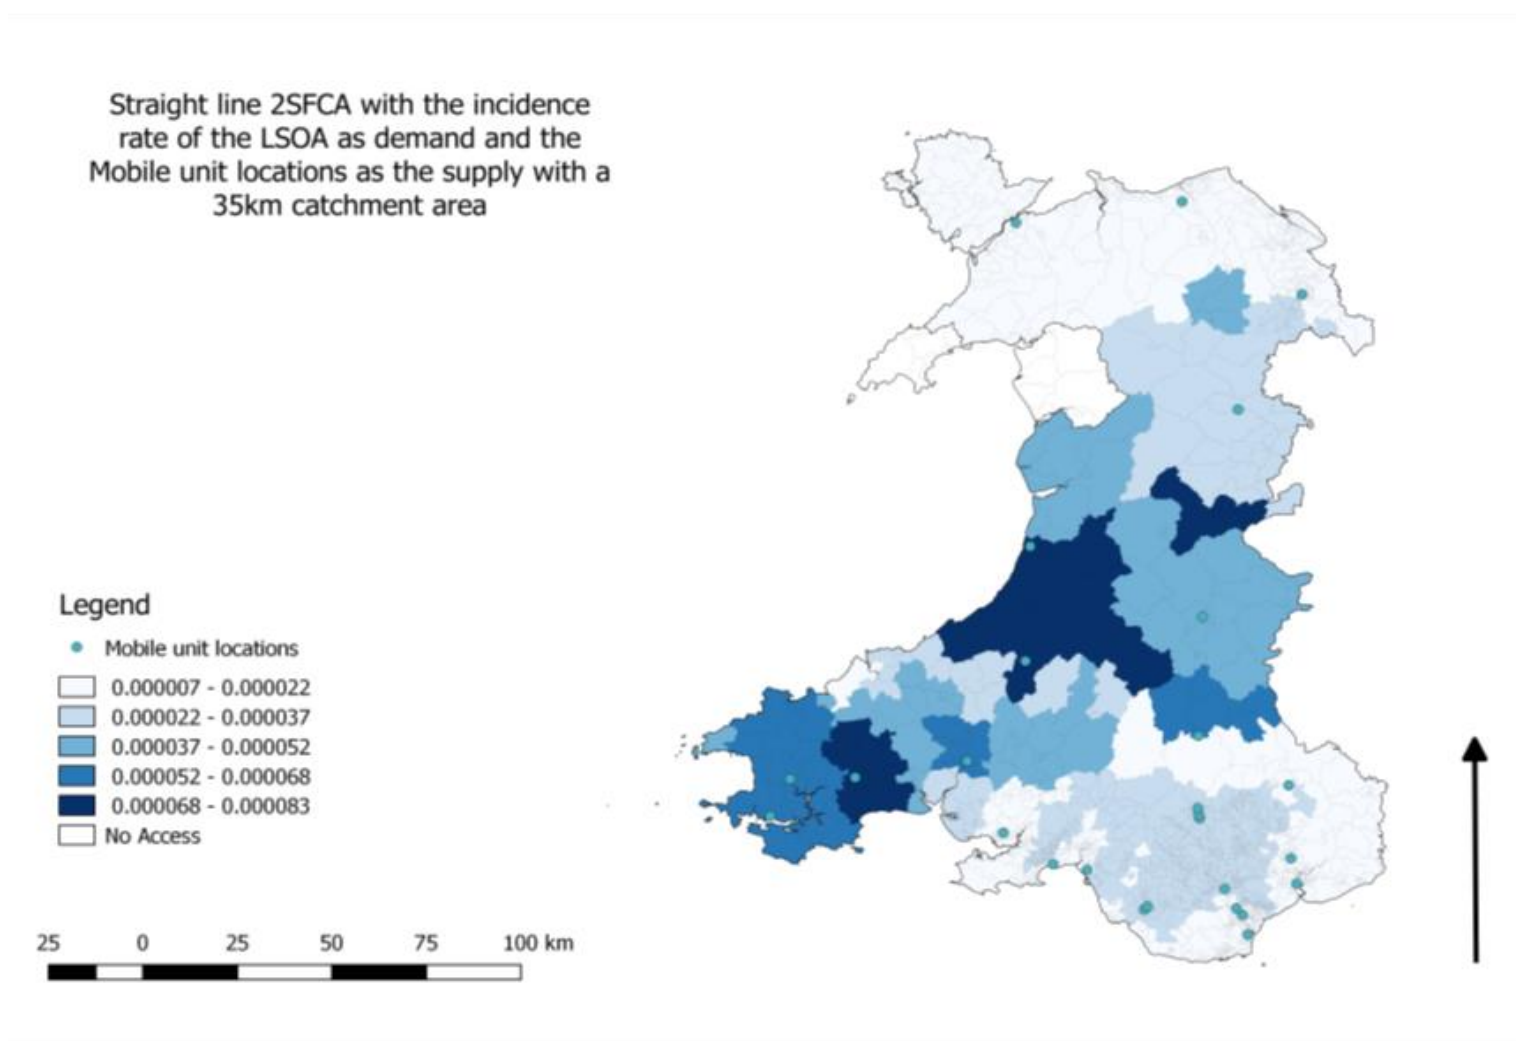 Straight line 2SFCA with the incidence
rate of the LSOA as demand and the
Mobile unit locations as the supply with a
35km catchment area
Legend
Mobile unit locations
0.000007 - 0.000022
0.000022 - 0.000037
0.000037 - 0.000052
0.000052 - 0.000068
0.000068 - 0.000083
No Access
25 0 25 50 75 100 km